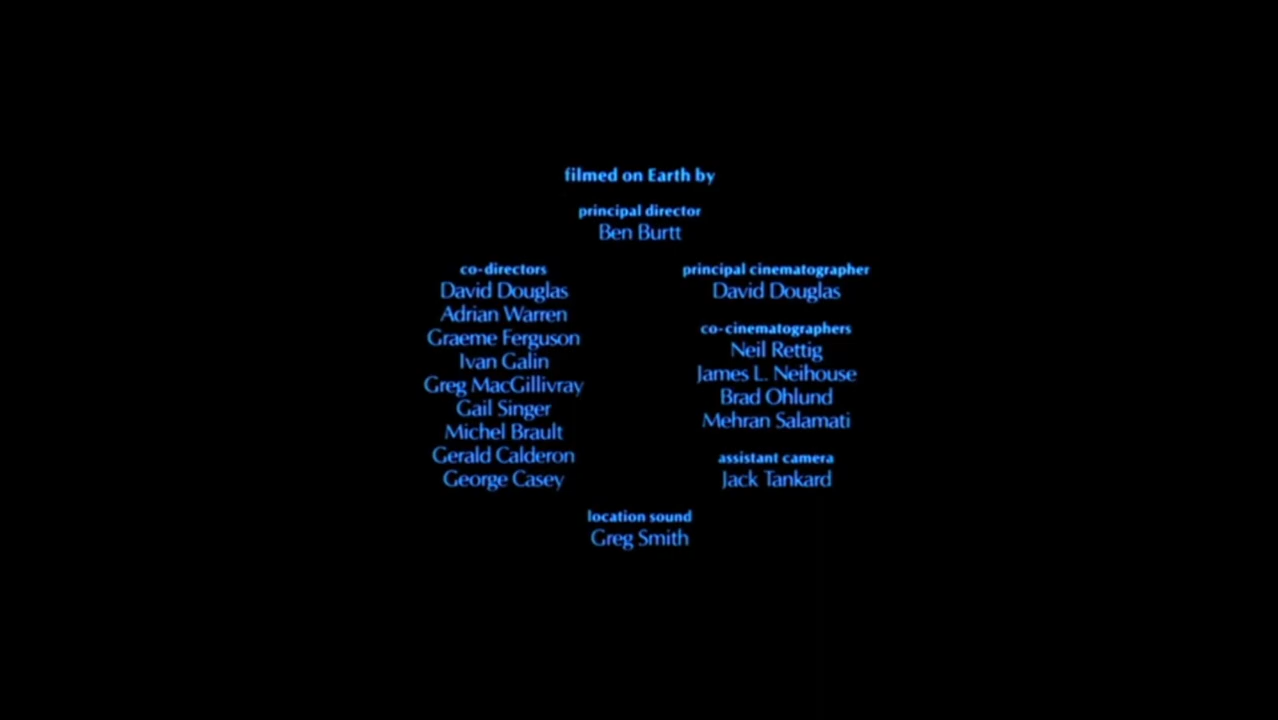 filmed on Earth by
principal director
Ben Burtt
co-directors
David Douglas
Adrian Warren
Graeme Ferguson
Ivan Galin
Greg MacGillivray
Gail Singer
Michel Brault
Gerald Calderon
George Casey
principal cinematographer
David Douglas
co-cinematographers
Neil Rettig
James L. Neihouse
Brad Ohlund
Mehran Salamati
assistant camera
Jack Tankard
location sound
Greg Smith